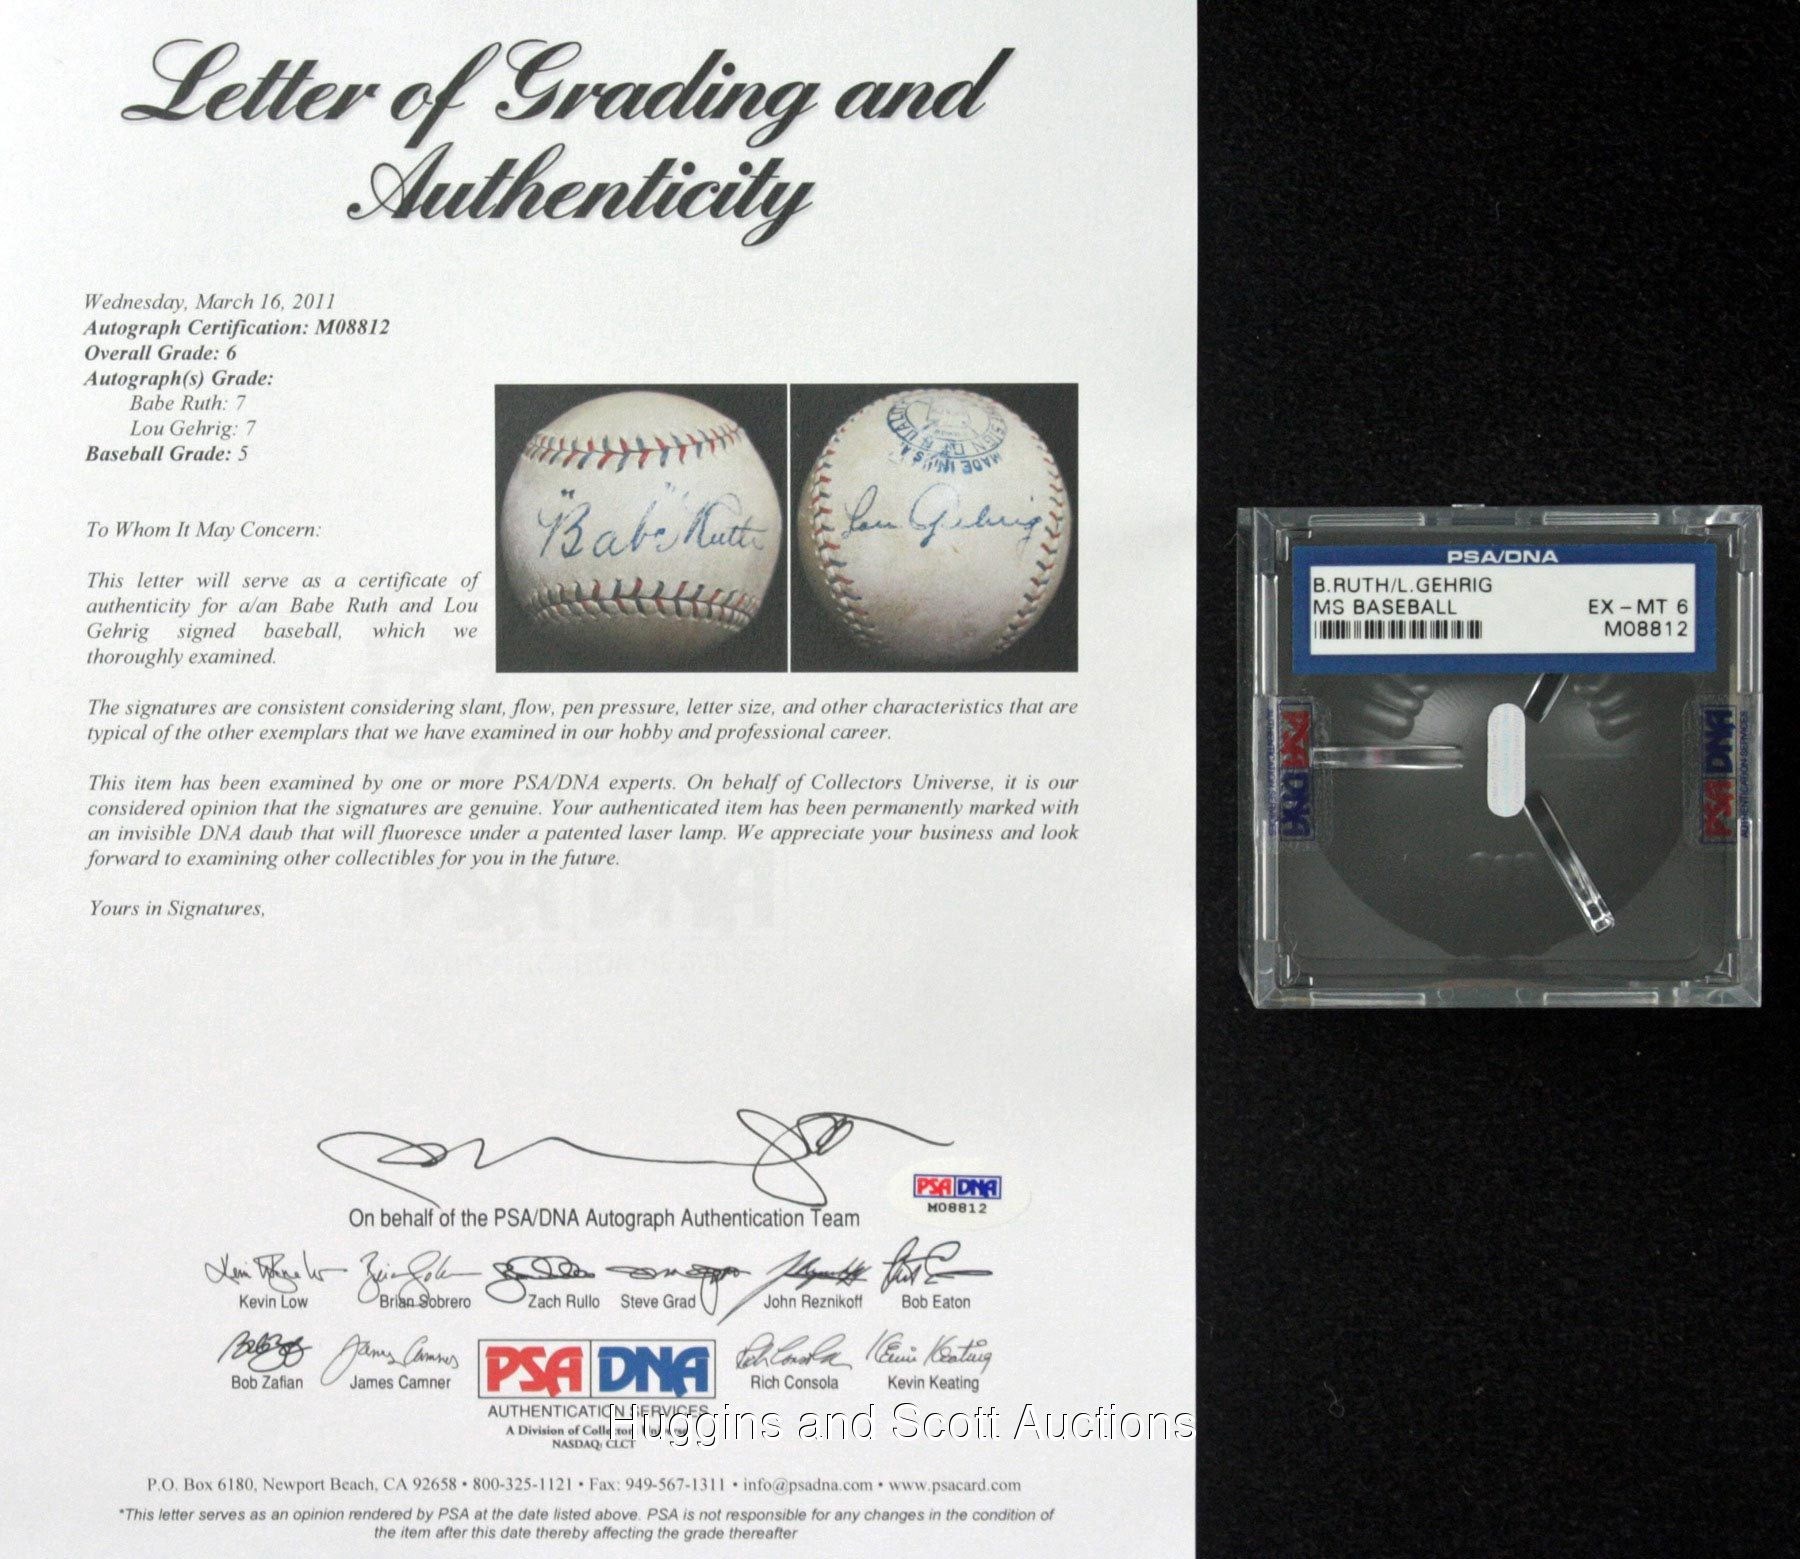 Letter of Grading and
Authenticity
Wednesday, March 16, 2011
Autograph Certification: M08812
Overall Grade: 6
Autograph(s) Grade:
Babe Ruth: 7
Lou Gehrig: 7
Baseball Grade: 5
To Whom It May Concern:
This letter will serve as a certificate of
authenticity for a/an Babe Ruth and Lou
Gehrig signed baseball, which we
thoroughly examined.
"Babe" Ruth
MADE IN U.S.A.
Lou Gehrig
The signatures are consistent considering slant, flow, pen pressure, letter size, and other characteristics that are
typical of the other exemplars that we have examined in our hobby and professional career.
This item has been examined by one or more PSA/DNA experts. On behalf of Collectors Universe, it is our
considered opinion that the signatures are genuine. Your authenticated item has been permanently marked with
an invisible DNA daub that will fluoresce under a patented laser lamp. We appreciate your business and look
forward to examining other collectibles for you in the future.
Yours in Signatures,
PSA DNA
M08812
On behalf of the PSA/DNA Autograph Authentication Team
Kevin Low Brian Sobrero Zach Rullo Steve Grad John Reznikoff Bob Eaton
Bob Zafian James Camner Rich Consola Kevin Keating
PSA DNA
AUTHENTICATION SERVICES
A Division of Collectors Universe
NASDAQ: CLCT
Huggins and Scott Auctions
P.O. Box 6180, Newport Beach, CA 92658 • 800-325-1121 • Fax: 949-567-1311 • info@psadna.com • www.psacard.com
*This letter serves as an opinion rendered by PSA at the date listed above. PSA is not responsible for any changes in the condition of
the item after this date thereby affecting the grade thereafter
PSA/DNA
B.RUTH/L.GEHRIG
MS BASEBALL EX-MT 6
M08812
PSA DNA
AUTHENTICATION SERVICES
PSA DNA
AUTHENTICATION SERVICES